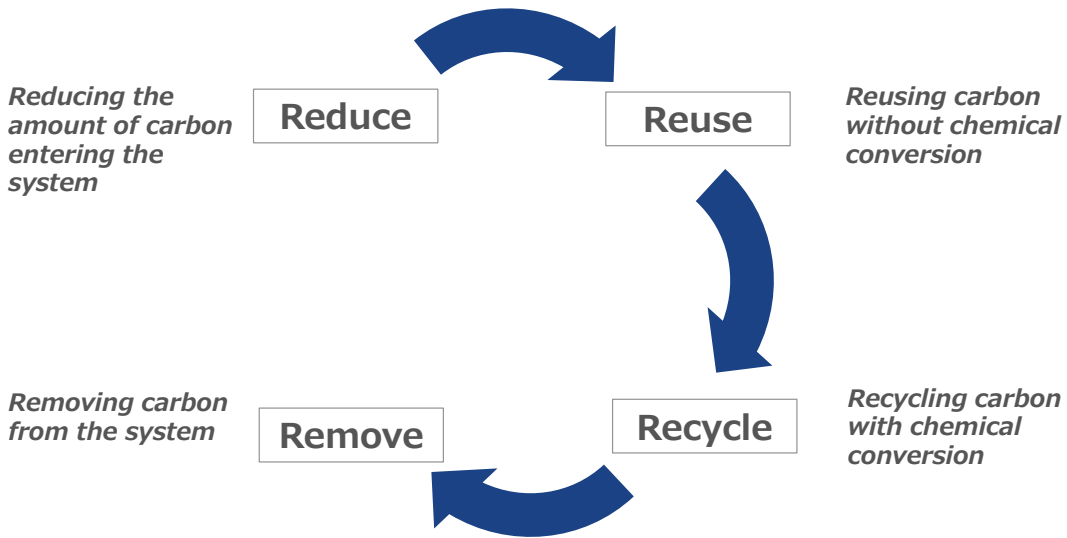 Reducing the
amount of carbon
entering the
system
Reduce
Reuse
Reusing carbon
without chemical
conversion
Removing carbon
from the system
Remove
Recycle
Recycling carbon
with chemical
conversion